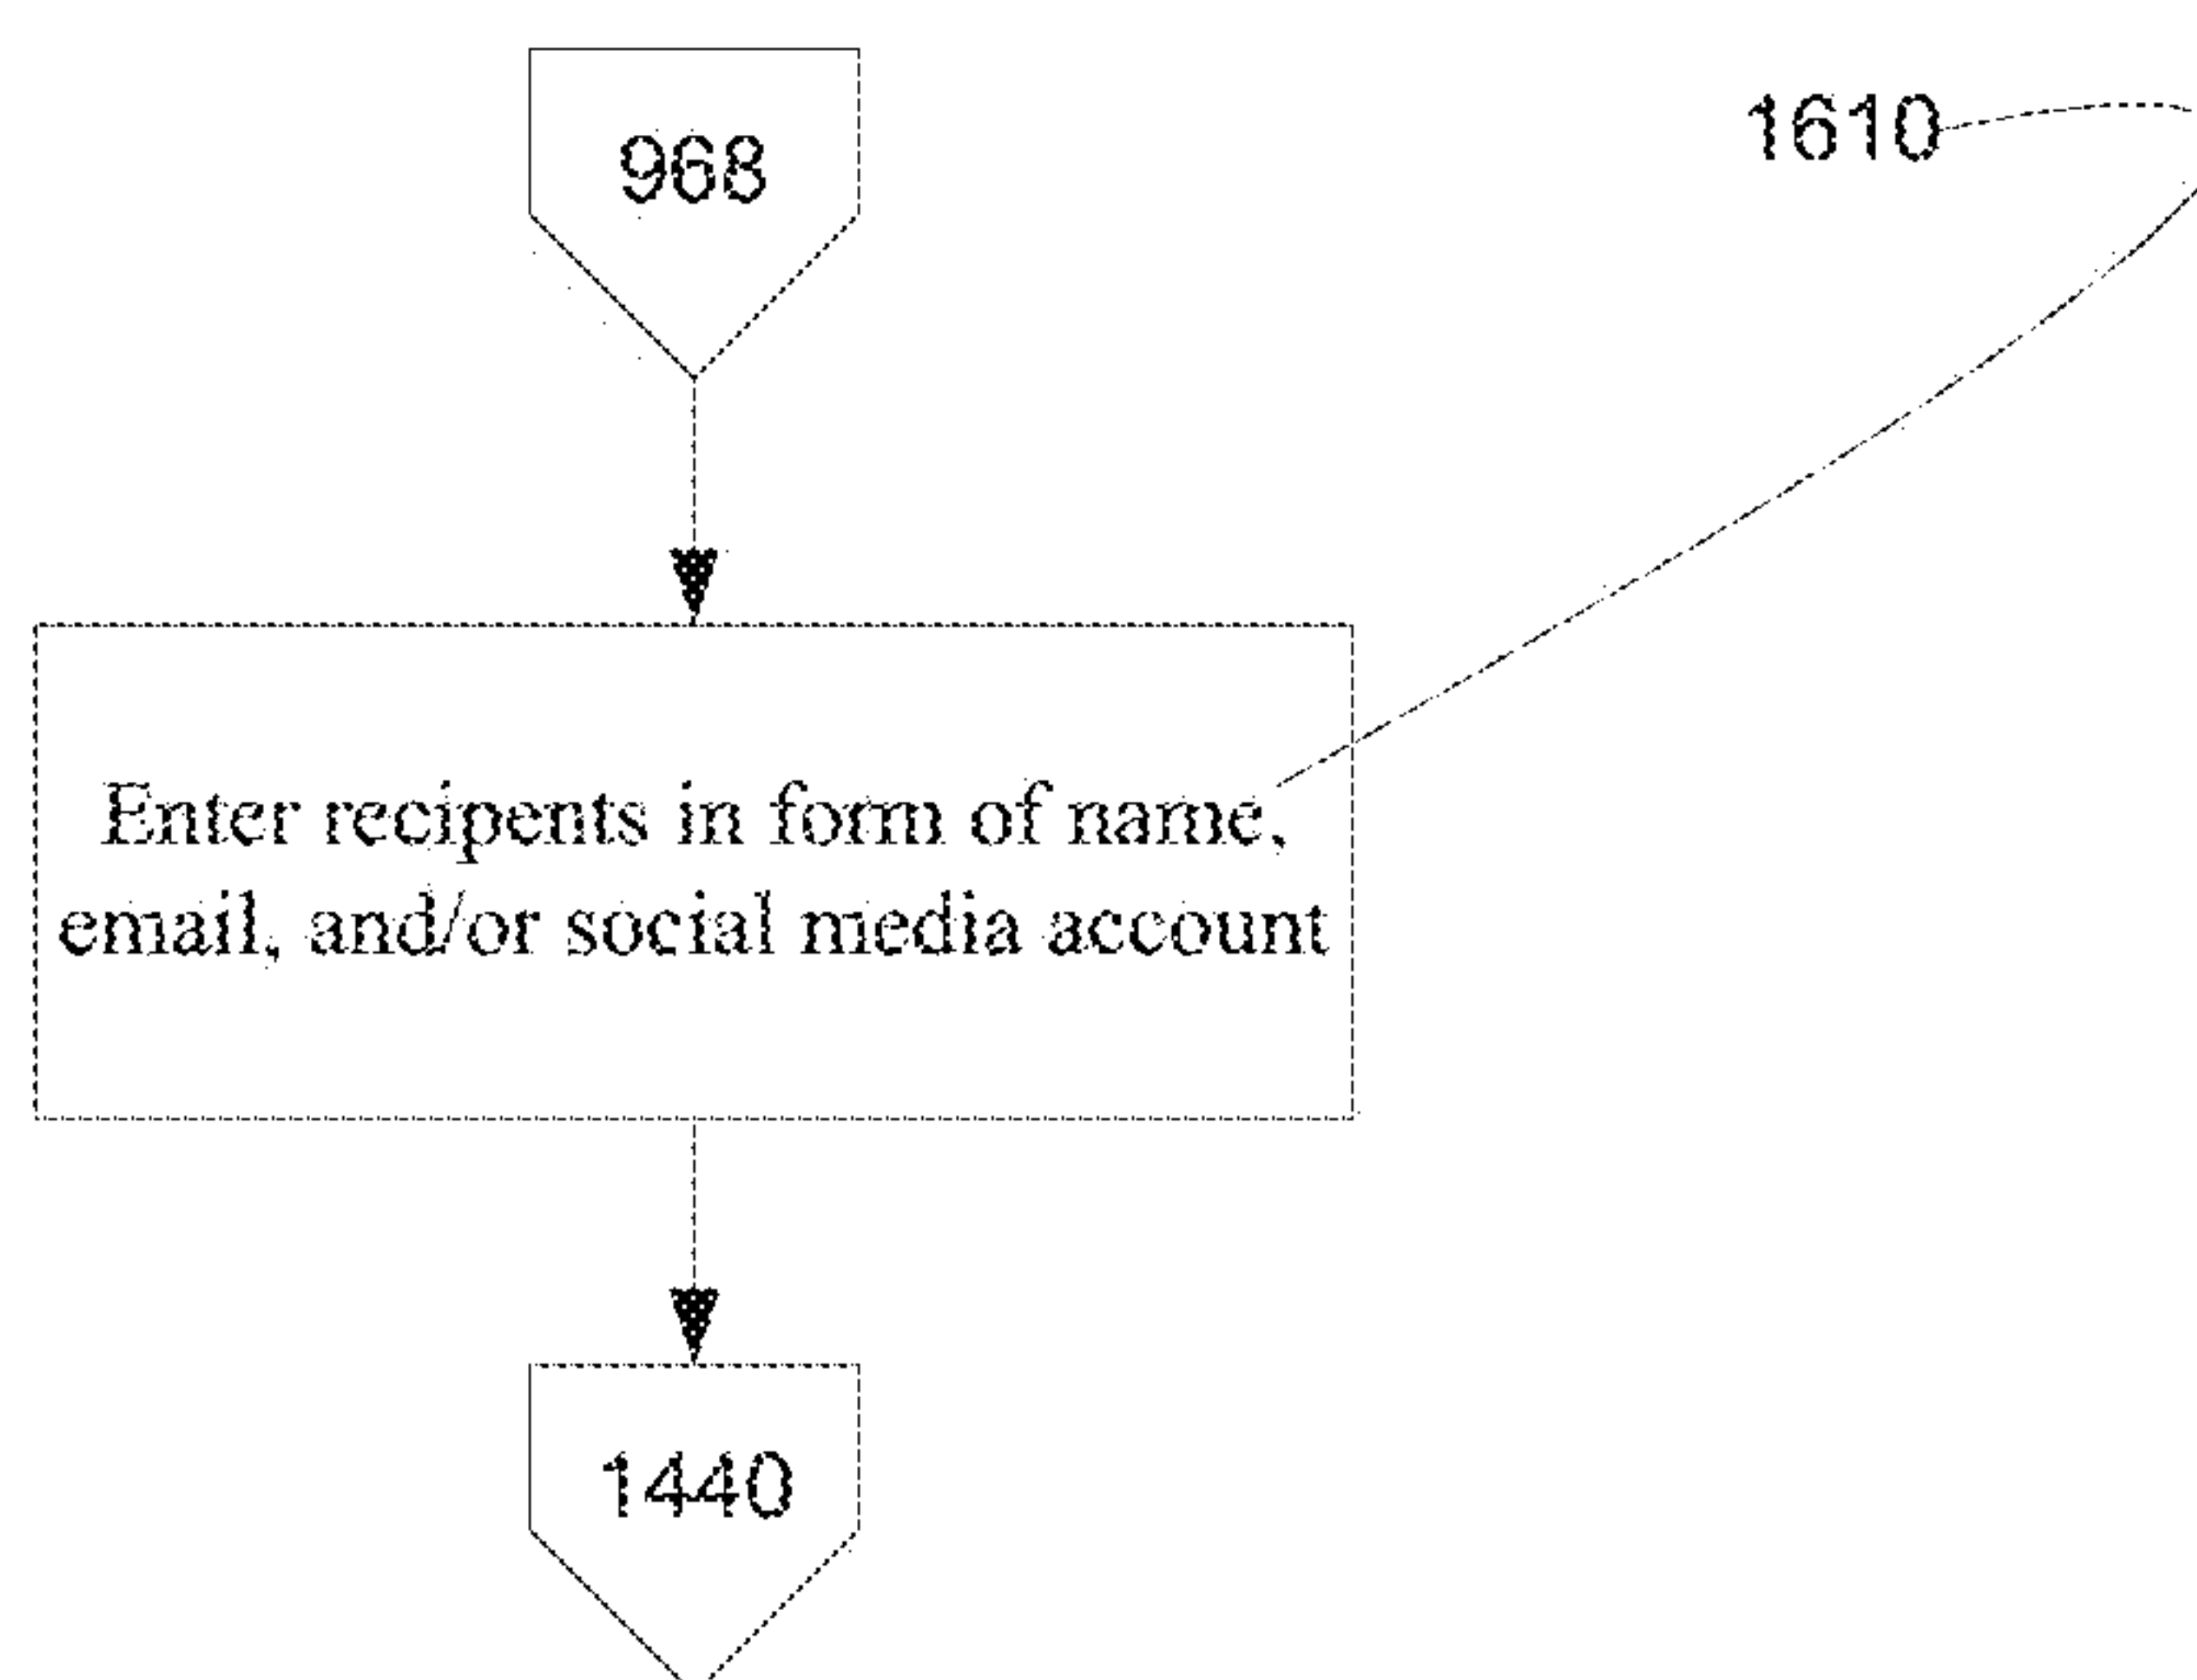 968
1610
Enter recipents in form of name,
email, and/or social media account
1440